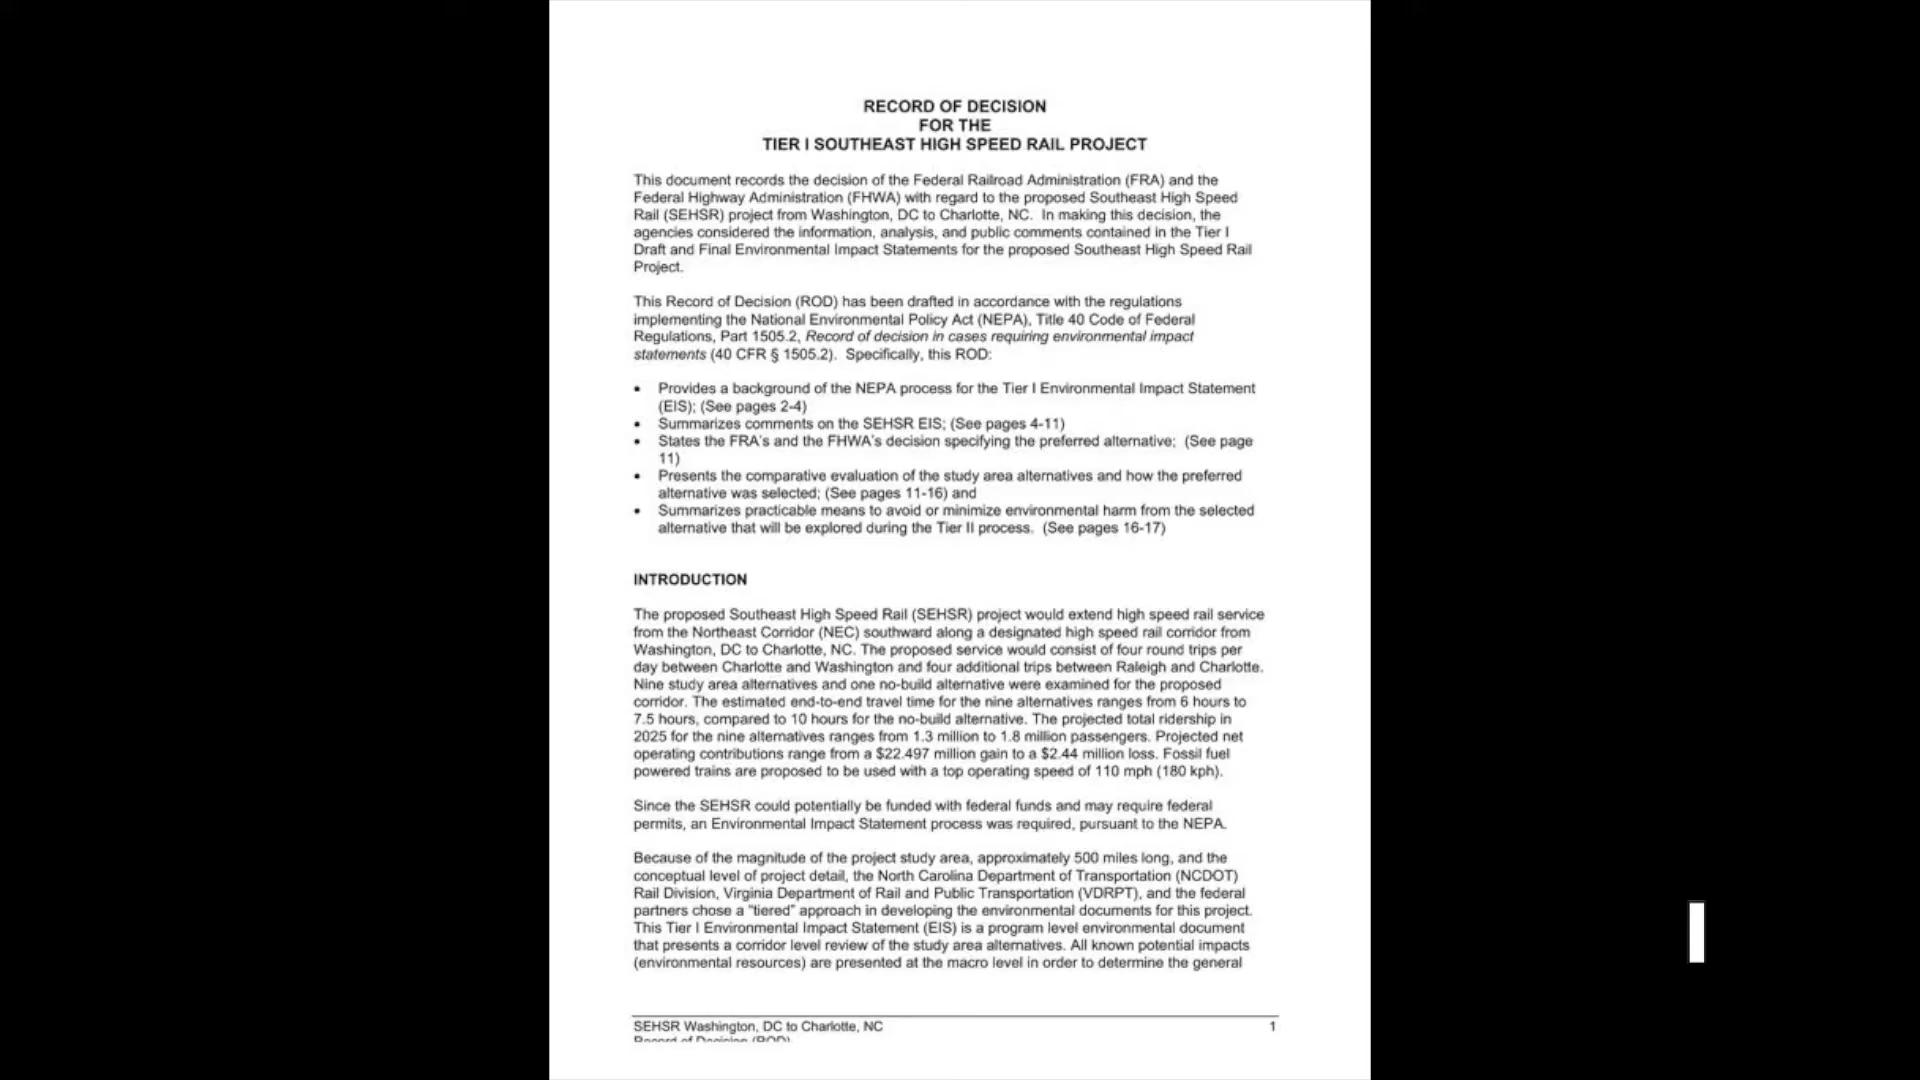 RECORD OF DECISION
FOR THE
TIER I SOUTHEAST HIGH SPEED RAIL PROJECT
This document records the decision of the Federal Railroad Administration (FRA) and the
Federal Highway Administration (FHWA) with regard to the proposed Southeast High Speed
Rail (SEHSR) project from Washington, DC to Charlotte, NC. In making this decision, the
agencies considered the information, analysis, and public comments contained in the Tier I
Draft and Final Environmental Impact Statements for the proposed Southeast High Speed Rail
Project.
This Record of Decision (ROD) has been drafted in accordance with the regulations
implementing the National Environmental Policy Act (NEPA), Title 40 Code of Federal
Regulations, Part 1505.2, Record of decision in cases requiring environmental impact
statements (40 CFR § 1505.2). Specifically, this ROD:
• Provides a background of the NEPA process for the Tier I Environmental Impact Statement
(EIS); (See pages 2-4)
• Summarizes comments on the SEHSR EIS; (See pages 4-11)
• States the FRA's and the FHWA's decision specifying the preferred alternative; (See page
11)
• Presents the comparative evaluation of the study area alternatives and how the preferred
alternative was selected; (See pages 11-16) and
• Summarizes practicable means to avoid or minimize environmental harm from the selected
alternative that will be explored during the Tier II process. (See pages 16-17)
INTRODUCTION
The proposed Southeast High Speed Rail (SEHSR) project would extend high speed rail service
from the Northeast Corridor (NEC) southward along a designated high speed rail corridor from
Washington, DC to Charlotte, NC. The proposed service would consist of four round trips per
day between Charlotte and Washington and four additional trips between Raleigh and Charlotte.
Nine study area alternatives and one no-build alternative were examined for the proposed
corridor. The estimated end-to-end travel time for the nine alternatives ranges from 6 hours to
7.5 hours, compared to 10 hours for the no-build alternative. The projected total ridership in
2025 for the nine alternatives ranges from 1.3 million to 1.8 million passengers. Projected net
operating contributions range from a $22.497 million gain to a $2.44 million loss. Fossil fuel
powered trains are proposed to be used with a top operating speed of 110 mph (180 kph).
Since the SEHSR could potentially be funded with federal funds and may require federal
permits, an Environmental Impact Statement process was required, pursuant to the NEPA.
Because of the magnitude of the project study area, approximately 500 miles long, and the
conceptual level of project detail, the North Carolina Department of Transportation (NCDOT)
Rail Division, Virginia Department of Rail and Public Transportation (VDRPT), and the federal
partners chose a "tiered" approach in developing the environmental documents for this project.
This Tier I Environmental Impact Statement (EIS) is a program level environmental document
that presents a corridor level review of the study area alternatives. All known potential impacts
(environmental resources) are presented at the macro level in order to determine the general
SEHSR Washington, DC to Charlotte, NC 1
Record of Decision (ROD)